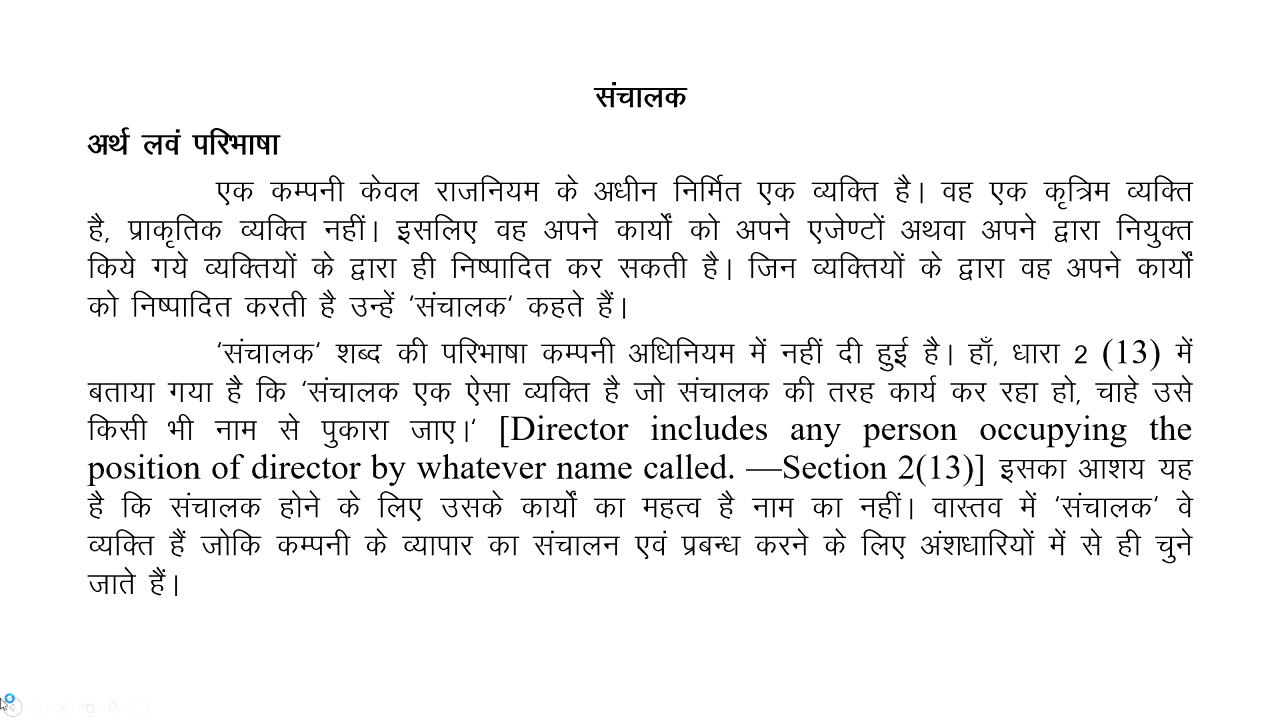 संचालक
अर्थ लवं परिभाषा
एक कम्पनी केवल राजनियम के अधीन निर्मित एक व्यक्ति है। वह एक कृत्रिम व्यक्ति
है, प्राकृतिक व्यक्ति नहीं। इसलिए वह अपने कार्यों को अपने एजेण्टों अथवा अपने द्वारा नियुक्त
किये गये व्यक्तियों के द्वारा ही निष्पादित कर सकती है। जिन व्यक्तियों के द्वारा वह अपने कार्यों
को निष्पादित करती है उन्हें ‘संचालक‘ कहते हैं।
‘संचालक‘ शब्द की परिभाषा कम्पनी अधिनियम में नहीं दी हुई है। हाँ, धारा 2 (13) में
बताया गया है कि ‘संचालक एक ऐसा व्यक्ति है जो संचालक की तरह कार्य कर रहा हो, चाहे उसे
किसी भी नाम से पुकारा जाए।‘ [Director includes any person occupying the
position of director by whatever name called. —Section 2(13)] इसका आशय यह
है कि संचालक होने के लिए उसके कार्यों का महत्व है नाम का नहीं। वास्तव में ‘संचालक‘ वे
व्यक्ति हैं जोकि कम्पनी के व्यापार का संचालन एवं प्रबन्ध करने के लिए अंशधारियों में से ही चुने
जाते हैं।